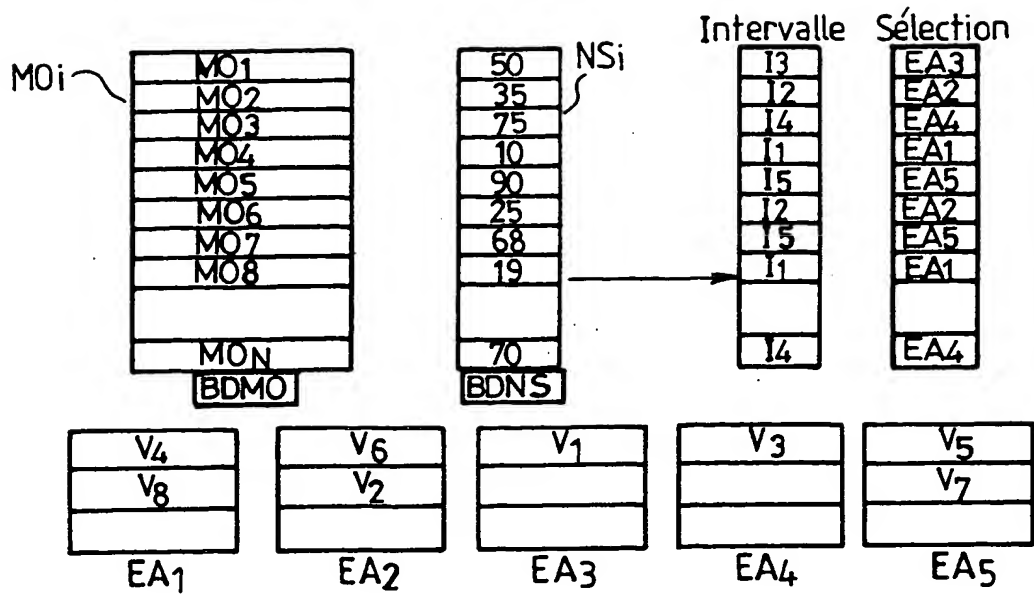 Intervalle Sélection
MOi NSi
MO1 50 I3 EA3
MO2 35 I2 EA2
MO3 75 I4 EA4
MO4 10 I1 EA1
MO5 90 I5 EA5
MO6 25 I2 EA2
MO7 68 I5 EA5
MO8 19 I1 EA1
MON 70 I4 EA4
BDMO BDNS
V4 V6 V1 V3 V5
V8 V2 V7
EA1 EA2 EA3 EA4 EA5